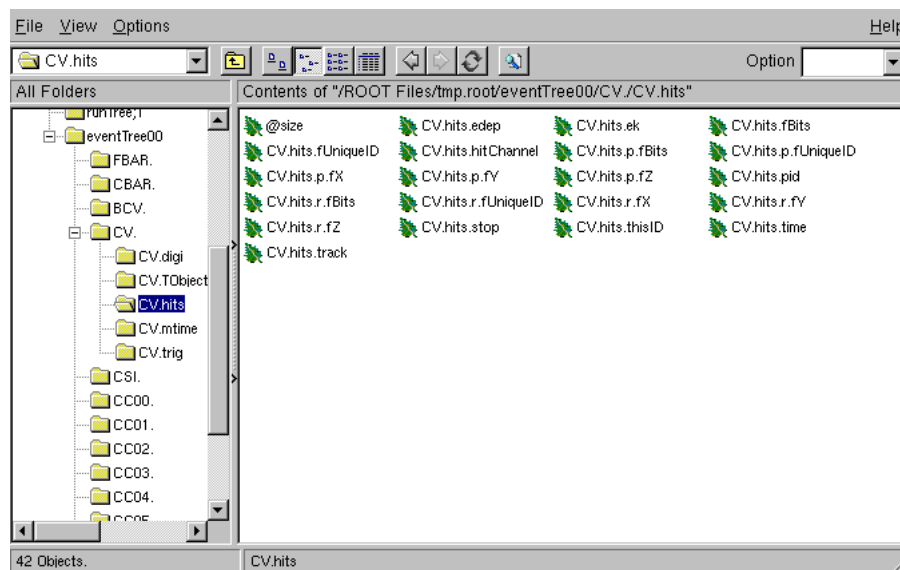 File View Options Help
CV.hits Option
All Folders Contents of "/ROOT Files/tmp.root/eventTree00/CV./CV.hits"
runTree;1
eventTree00
FBAR.
CBAR.
BCV.
CV.
CV.digi
CV.TObject
CV.hits
CV.mtime
CV.trig
CSI.
CC00.
CC01.
CC02.
CC03.
CC04.
CC05.
@size CV.hits.edep CV.hits.ek CV.hits.fBits
CV.hits.fUniqueID CV.hits.hitChannel CV.hits.p.fBits CV.hits.p.fUniqueID
CV.hits.p.fX CV.hits.p.fY CV.hits.p.fZ CV.hits.pid
CV.hits.r.fBits CV.hits.r.fUniqueID CV.hits.r.fX CV.hits.r.fY
CV.hits.r.fZ CV.hits.stop CV.hits.thisID CV.hits.time
CV.hits.track
42 Objects. CV.hits